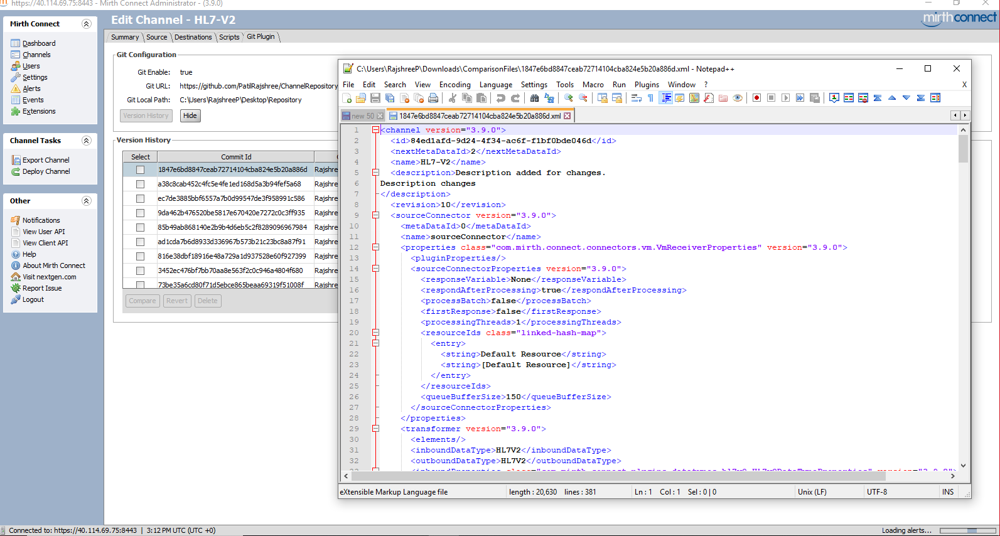 https://40.114.69.75:8443 - Mirth Connect Administrator - (3.9.0)
Mirth Connect
Dashboard
Channels
Users
Settings
Alerts
Events
Extensions
Channel Tasks
Export Channel
Deploy Channel
Other
Notifications
View User API
View Client API
Help
About Mirth Connect
Visit nextgen.com
Report Issue
Logout
Edit Channel - HL7-V2
mirth connect
Summary Source Destinations Scripts Git Plugin
Git Configuration
Git Enable: true
Git URL: https://github.com/PatilRajshree/ChannelRepository
Git Local Path: C:\Users\RajshreeP\Desktop\Repository
Version History Hide
Version History
Select Commit Id
1847e6bd8847ceab72714104cba824e5b20a886d Rajshre
a38c8cab452c4fc5e4fe1ed168d5a3b94fef5a68 Rajshre
ec7de3885bbf6557a7b0d99547de3f958991c586 Rajshre
9da462b476520be5817e670420e7272c0c3ff935 Rajshre
85b49ab868140e2b9b4d6eb5c2f8289096967984 Rajshre
ad1cda7b6d8933d336967b573b21c23bc8a87f91 Rajshre
816e38dbf18916e48a729a1d937528e60f927399 Rajshre
3452ec476bf7bb70aa8e563f2c0c946a4804f680 Rajshre
73be35a6cd80f71d5ebce865beaa69319f51008f Rajshre
Compare Revert Delete
C:\Users\RajshreeP\Downloads\ComparisonFiles\1847e6bd8847ceab72714104cba824e5b20a886d.xml - Notepad++
File Edit Search View Encoding Language Settings Tools Macro Run Plugins Window ? X
new 50 1847e6bd8847ceab72714104cba824e5b20a886d.xml
1 <channel version="3.9.0">
2 <id>84ed1afd-9d24-4f34-ac6f-f1bf0bde046d</id>
3 <nextMetaDataId>2</nextMetaDataId>
4 <name>HL7-V2</name>
5 <description>Description added for changes.
6 Description changes
7 </description>
8 <revision>10</revision>
9 <sourceConnector version="3.9.0">
10 <metaDataId>0</metaDataId>
11 <name>sourceConnector</name>
12 <properties class="com.mirth.connect.connectors.vm.VmReceiverProperties" version="3.9.0">
13 <pluginProperties/>
14 <sourceConnectorProperties version="3.9.0">
15 <responseVariable>None</responseVariable>
16 <respondAfterProcessing>true</respondAfterProcessing>
17 <processBatch>false</processBatch>
18 <firstResponse>false</firstResponse>
19 <processingThreads>1</processingThreads>
20 <resourceIds class="linked-hash-map">
21 <entry>
22 <string>Default Resource</string>
23 <string>[Default Resource]</string>
24 </entry>
25 </resourceIds>
26 <queueBufferSize>150</queueBufferSize>
27 </sourceConnectorProperties>
28 </properties>
29 <transformer version="3.9.0">
30 <elements/>
31 <inboundDataType>HL7V2</inboundDataType>
32 <outboundDataType>HL7V2</outboundDataType>
eXtensible Markup Language file length : 20,630 lines : 381 Ln : 1 Col : 1 Sel : 0 | 0 Unix (LF) UTF-8 INS
Connected to: https://40.114.69.75:8443 | 3:12 PM UTC (UTC +0) Loading alerts...